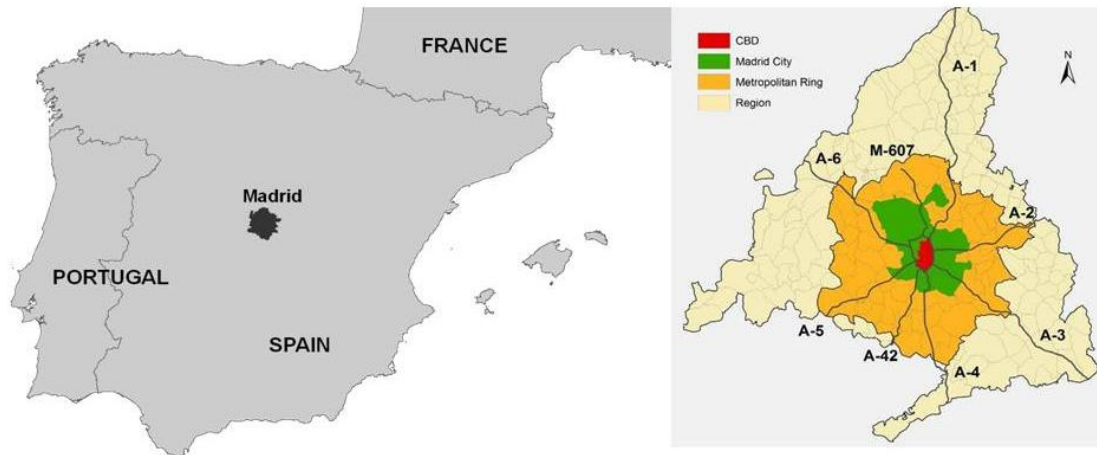 FRANCE
Madrid
PORTUGAL
SPAIN
CBD
Madrid City
Metropolitan Ring
Region
N
A-1
M-607
A-6
A-2
A-5
A-3
A-42
A-4